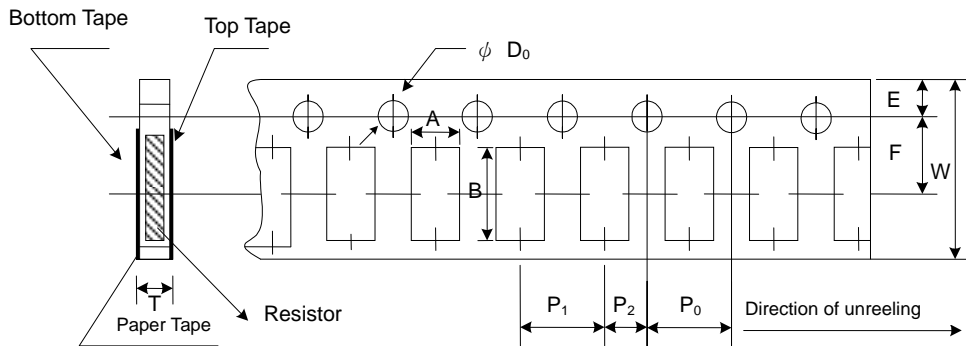 Bottom Tape
Top Tape
ϕ D₀
E
A
F
B
W
T
P₁
P₂
P₀
Direction of unreeling
Resistor
Paper Tape